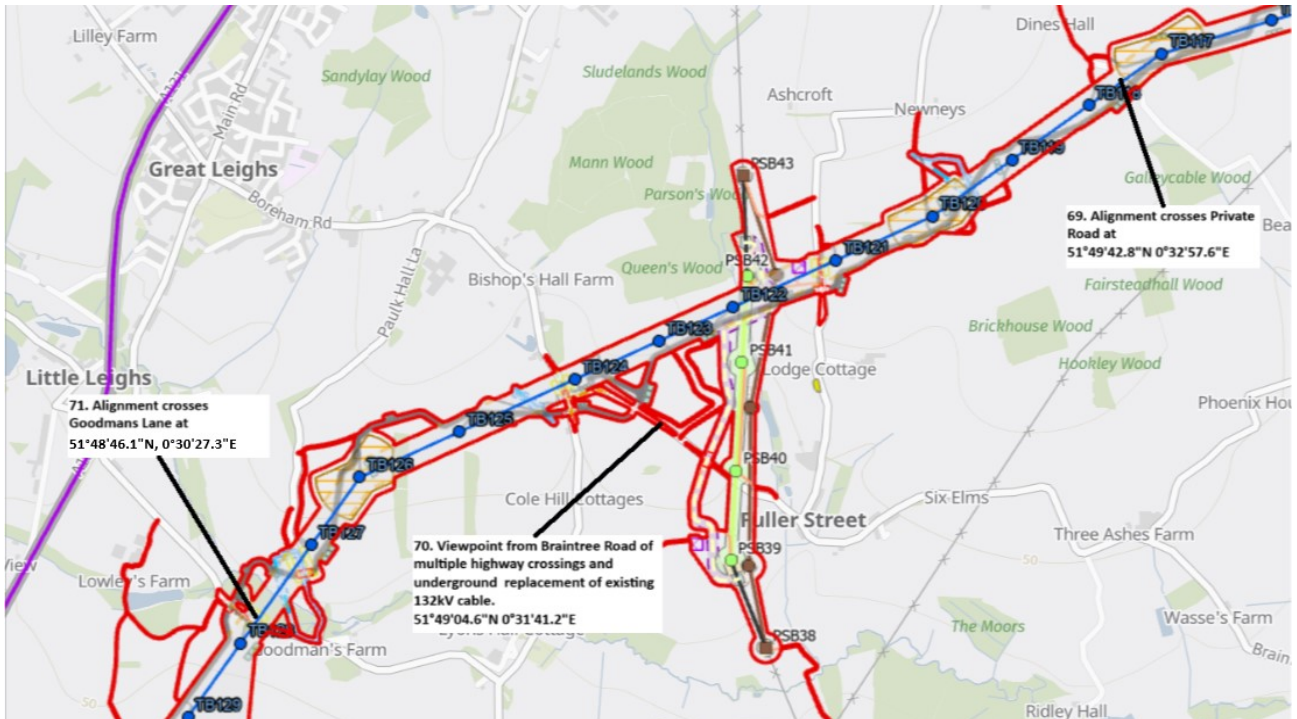 Lilley Farm
A131
Main Rd
Sandylay Wood
Sludelands Wood
Dines Hall
TB117
Ashcroft
Newneys
TB119
Great Leighs
Mann Wood
PSB43
Parson's Wood
Boreham Rd
Galleycable Wood
69. Alignment crosses Private
Road at
51°49'42.8"N 0°32'57.6"E
TB121
PSB42
Queen's Wood
Bishop's Hall Farm
Paulk Hall La
Fairsteadhall Wood
TB122
TB123
Brickhouse Wood
PSB41
Lodge Cottage
Hookley Wood
Little Leighs
TB124
71. Alignment crosses
Goodmans Lane at
51°48'46.1"N, 0°30'27.3"E
TB125
TB126
PSB40
Cole Hill Cottages
Six Elms
Fuller Street
Three Ashes Farm
TB127
70. Viewpoint from Braintree Road of
multiple highway crossings and
underground replacement of existing
132kV cable.
51°49'04.6"N 0°31'41.2"E
PSB39
50
View
Lowley's Farm
Wasse's Farm
The Moors
PSB38
Goodman's Farm
50
TB129
Ridley Hall